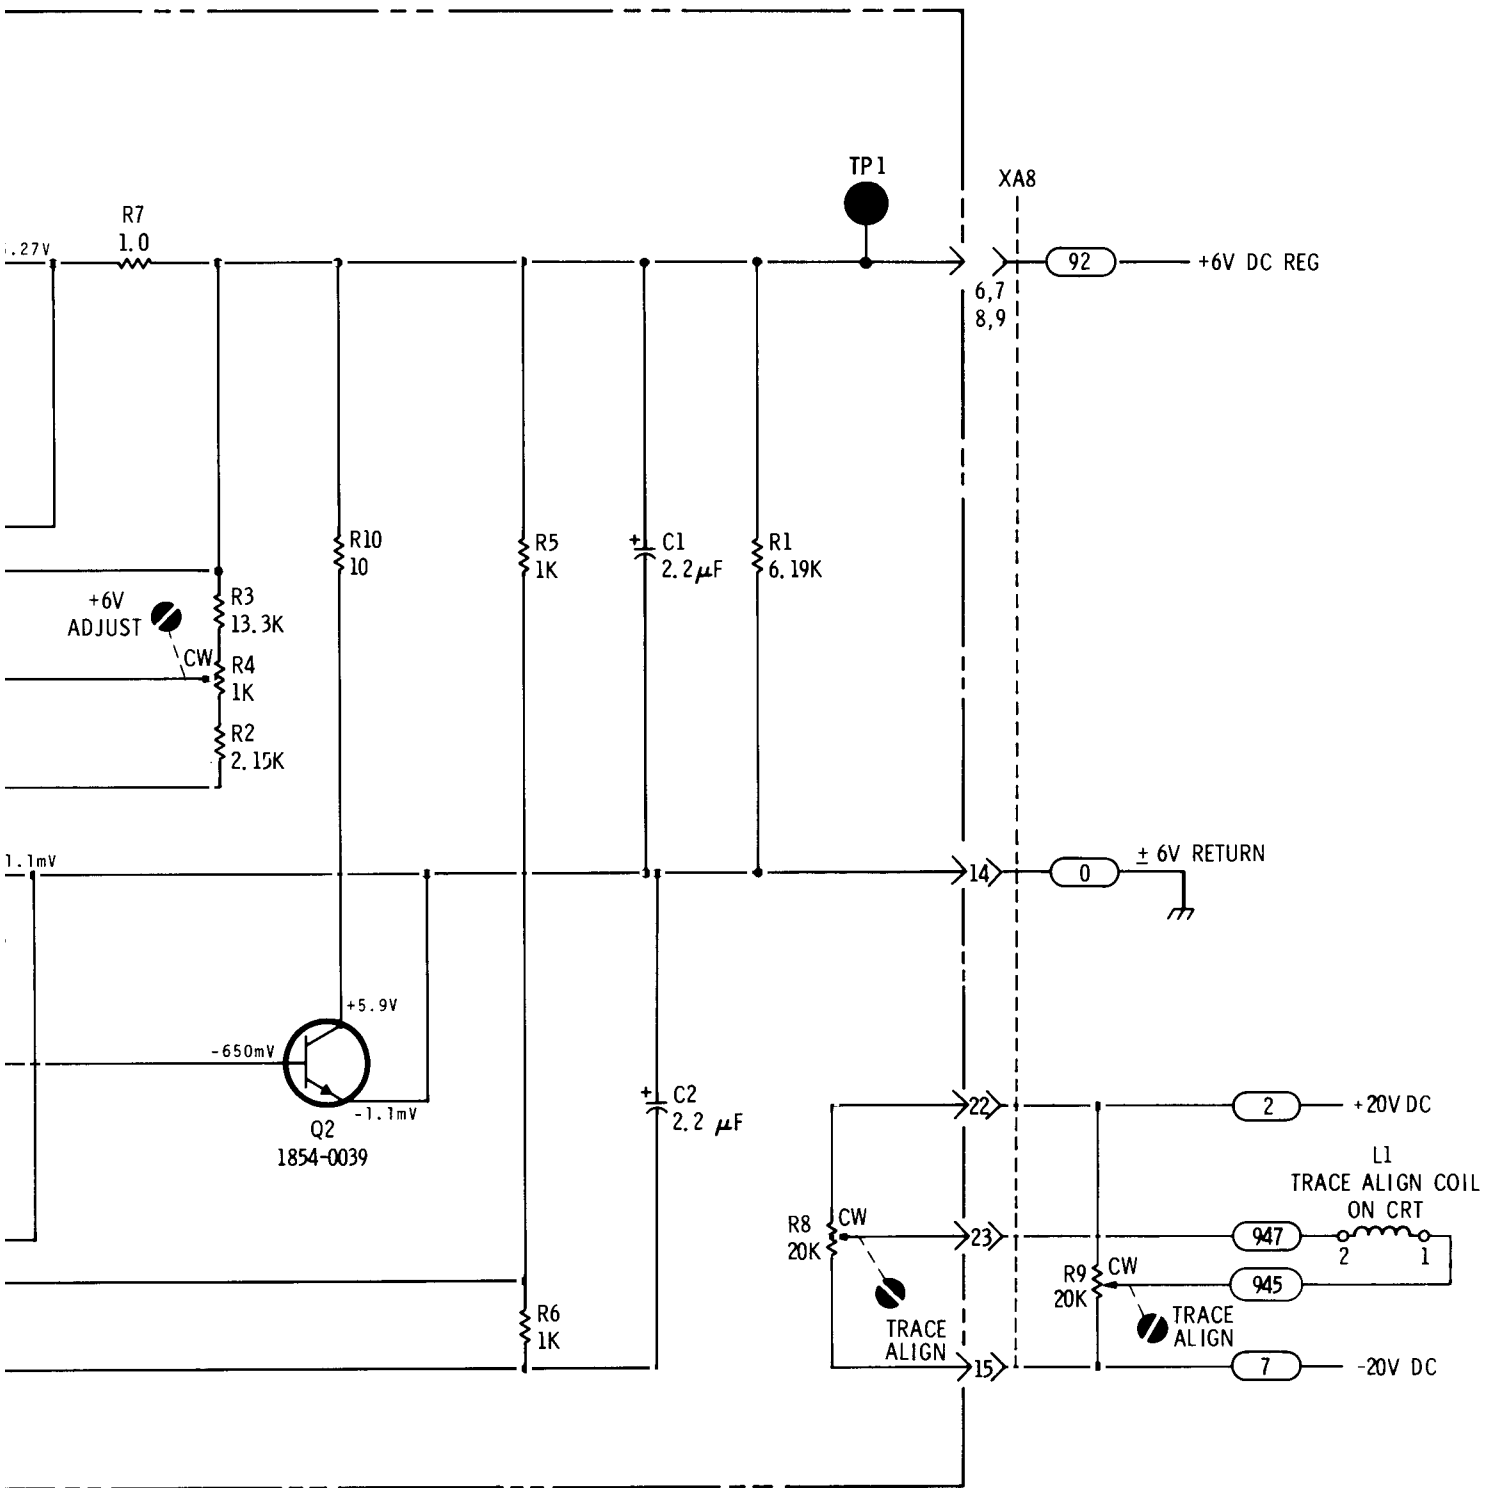 TP1
XA8
R7
1.0
.27V
92
+6V DC REG
6,7
8,9
R10
10
R5
1K
C1
2.2µF
R1
6.19K
+6V
ADJUST
R3
13.3K
CW
R4
1K
R2
2.15K
1.1mV
14
0
± 6V RETURN
+5.9V
-650mV
-1.1mV
Q2
1854-0039
C2
2.2 µF
22
2
+20V DC
L1
TRACE ALIGN COIL
ON CRT
R8
20K
CW
23
947
2
1
R9
20K
CW
945
TRACE
ALIGN
TRACE
ALIGN
R6
1K
15
7
-20V DC